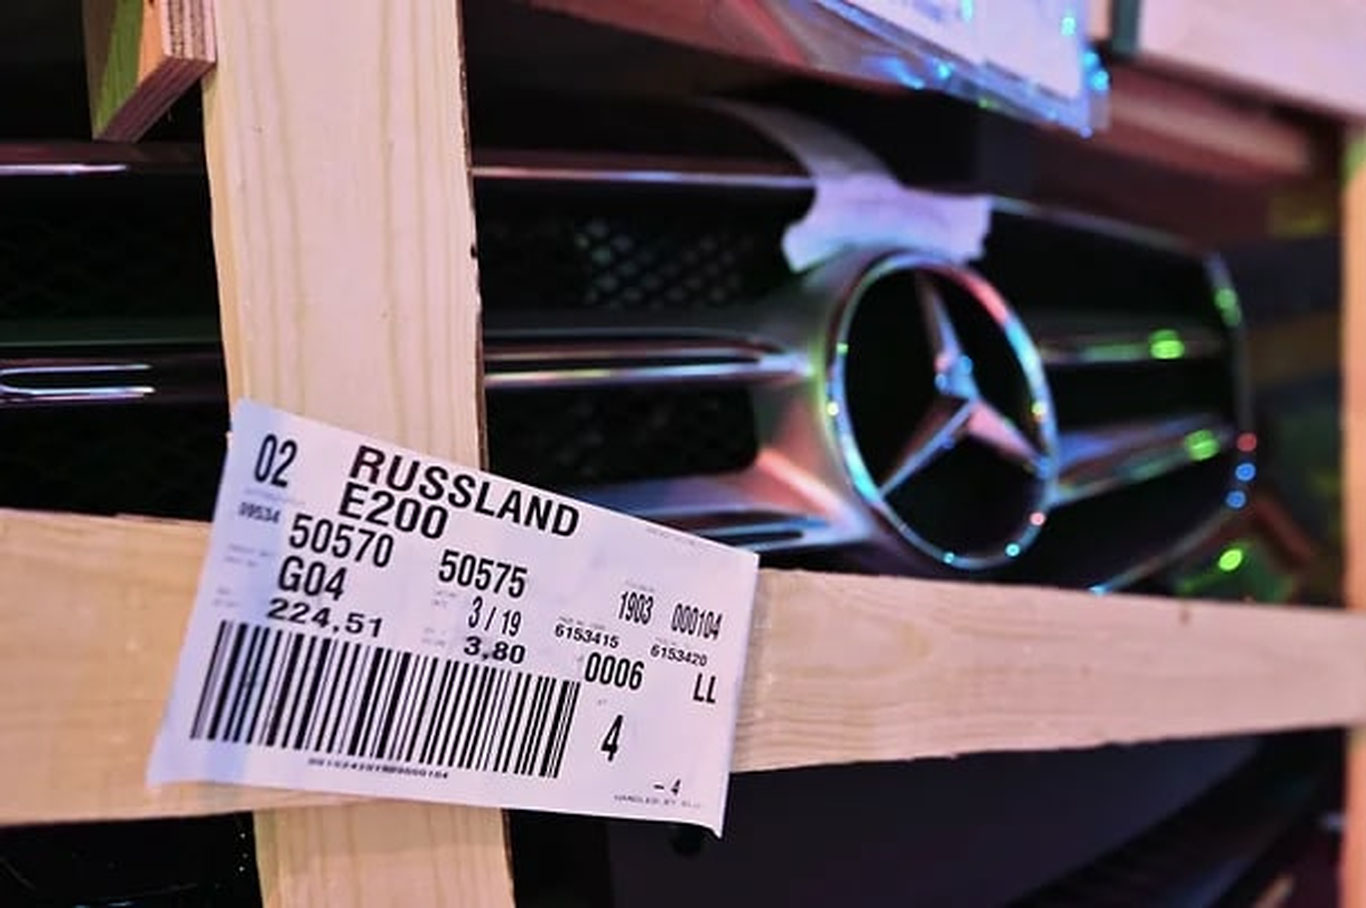 02 RUSSLAND
E200
50570 50575
G04 3/19 1903 000104
224,51 3,80 6153415 6153420
0006 LL
4
-4